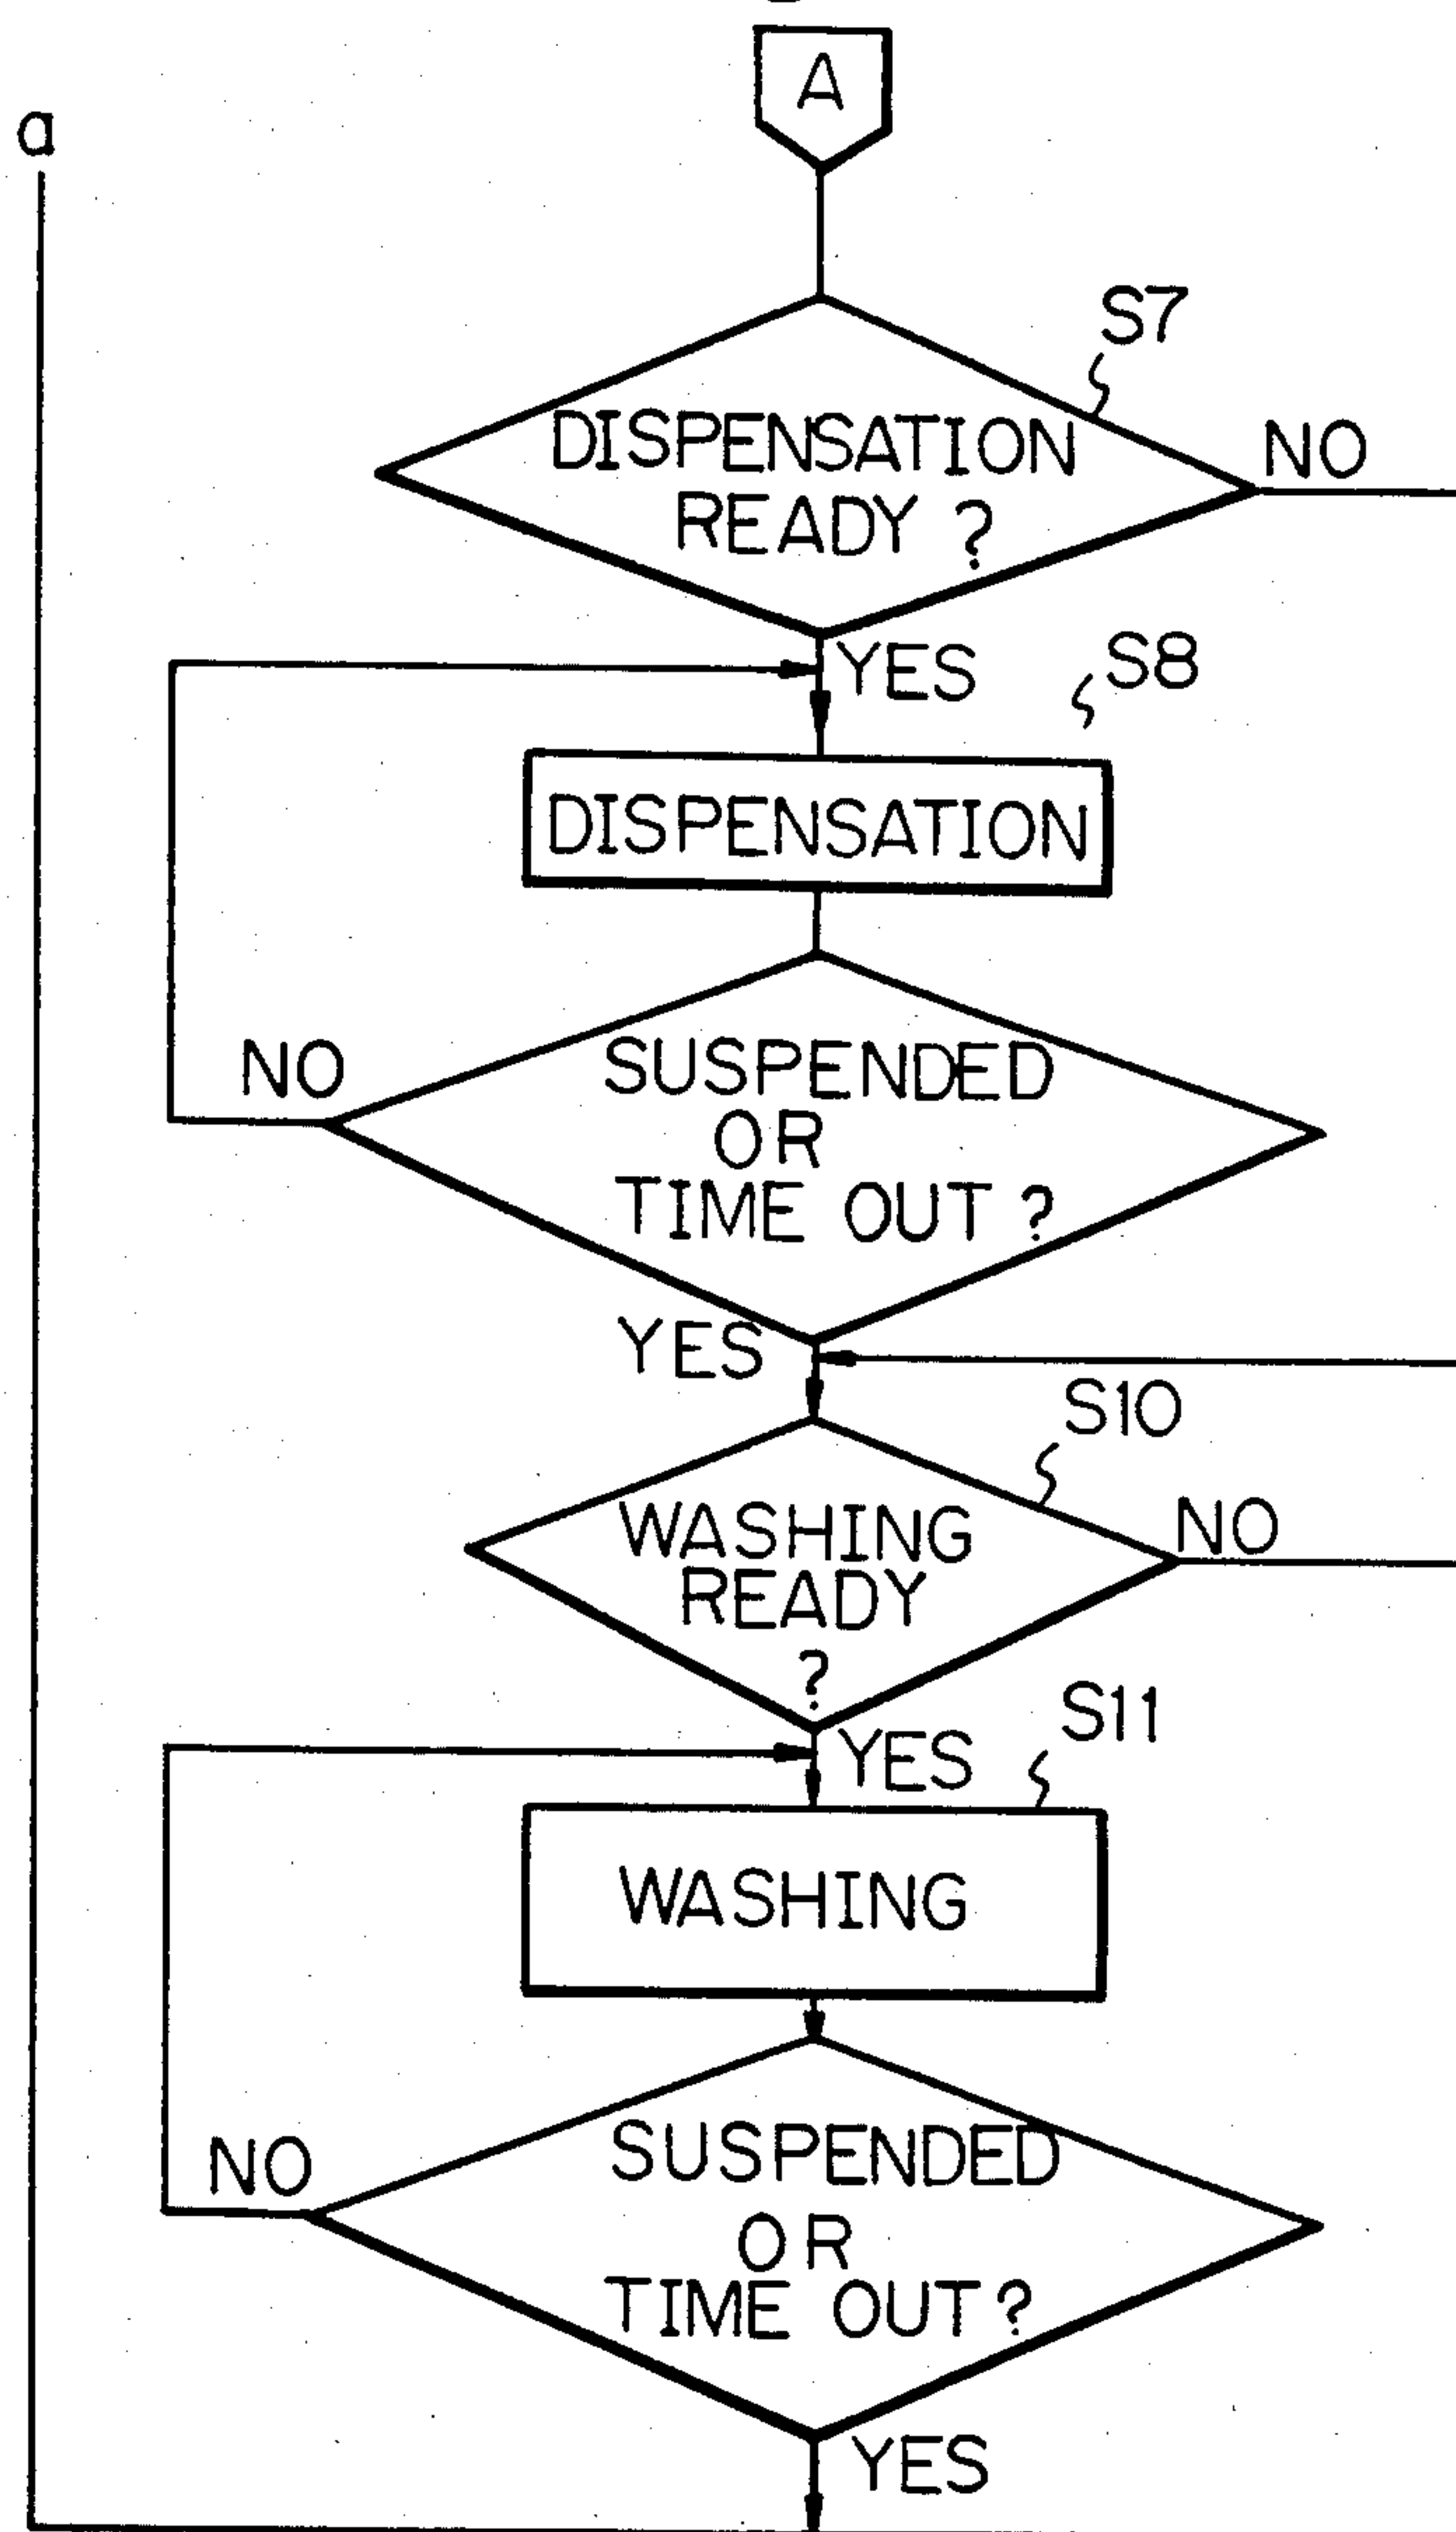 A
a
S7
DISPENSATION
READY ?
NO
YES
S8
DISPENSATION
SUSPENDED
OR
TIME OUT ?
NO
YES
S10
WASHING
READY
?
NO
S11
YES
WASHING
SUSPENDED
OR
TIME OUT ?
NO
YES